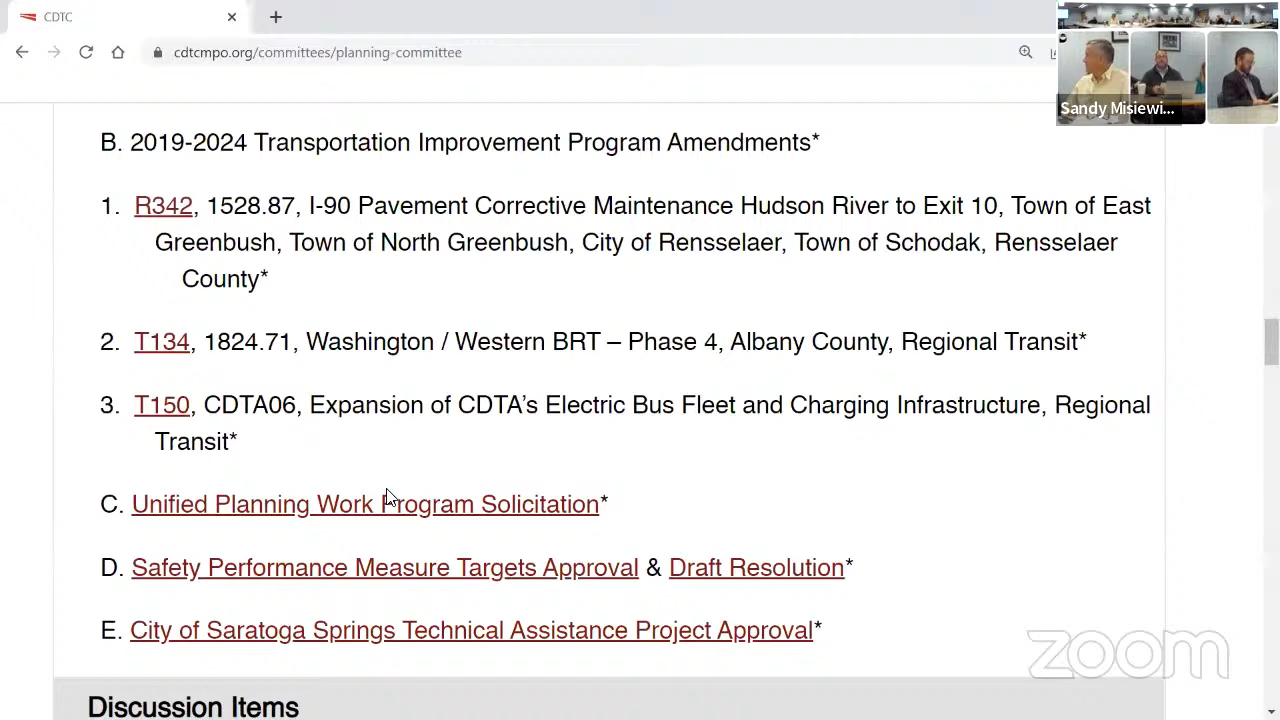 CDTC
cdtcmpo.org/committees/planning-committee
Sandy Misiewi...
B. 2019-2024 Transportation Improvement Program Amendments*
1. R342, 1528.87, I-90 Pavement Corrective Maintenance Hudson River to Exit 10, Town of East
Greenbush, Town of North Greenbush, City of Rensselaer, Town of Schodak, Rensselaer
County*
2. T134, 1824.71, Washington / Western BRT – Phase 4, Albany County, Regional Transit*
3. T150, CDTA06, Expansion of CDTA’s Electric Bus Fleet and Charging Infrastructure, Regional
Transit*
C. Unified Planning Work Program Solicitation*
D. Safety Performance Measure Targets Approval & Draft Resolution*
E. City of Saratoga Springs Technical Assistance Project Approval*
zoom
Discussion Items